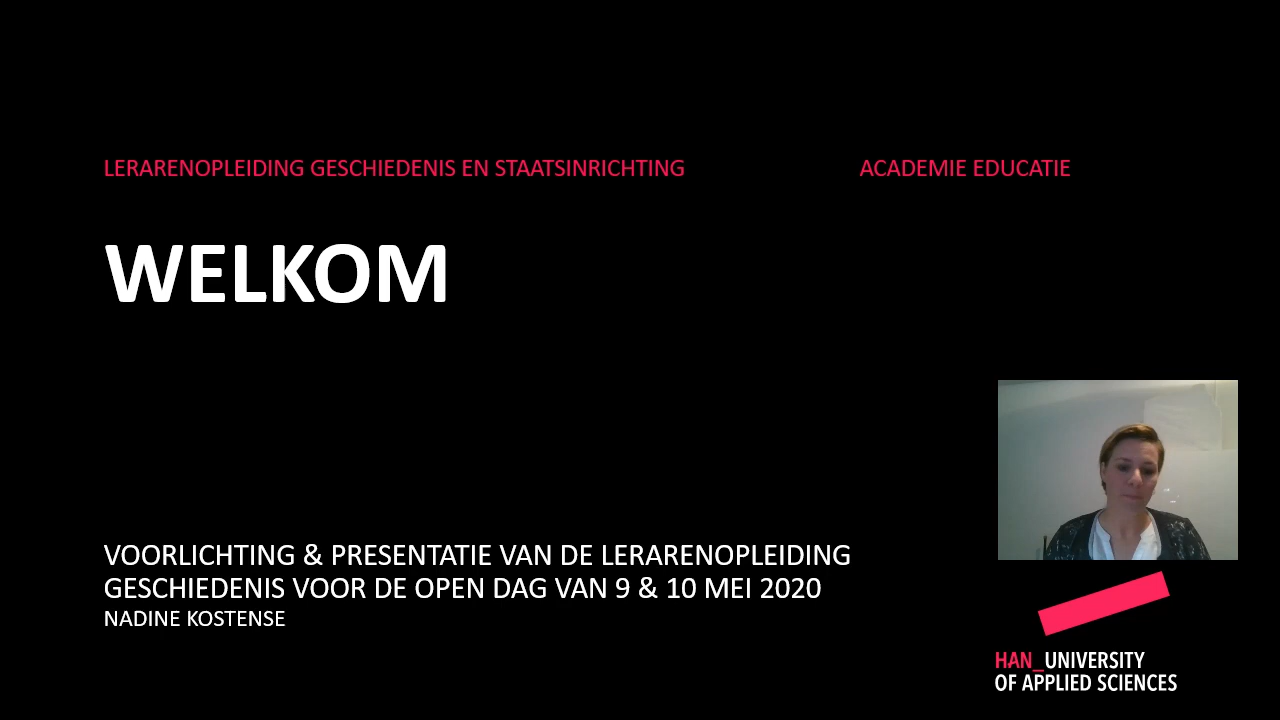 LERARENOPLEIDING GESCHIEDENIS EN STAATSINRICHTING
ACADEMIE EDUCATIE
WELKOM
VOORLICHTING & PRESENTATIE VAN DE LERARENOPLEIDING
GESCHIEDENIS VOOR DE OPEN DAG VAN 9 & 10 MEI 2020
NADINE KOSTENSE
HAN_UNIVERSITY
OF APPLIED SCIENCES